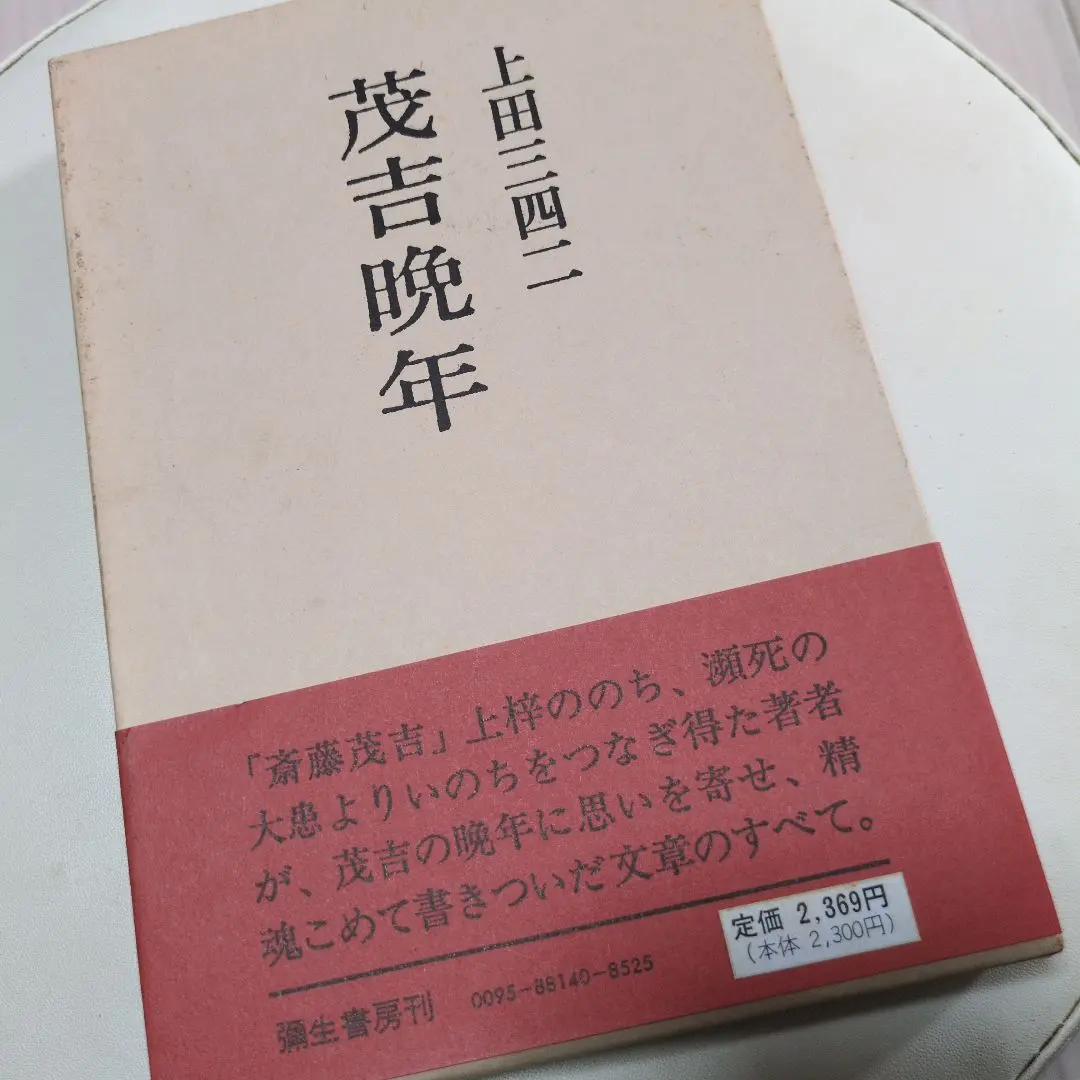 上田三四二
茂吉晩年
「斎藤茂吉」上梓ののち、瀕死の
大患よりいのちをつなぎ得た著者
が、茂吉の晩年に思いを寄せ、精
魂こめて書きついだ文章のすべて。
定価 2,369円
(本体 2,300円)
彌生書房刊 0095-88140-8525